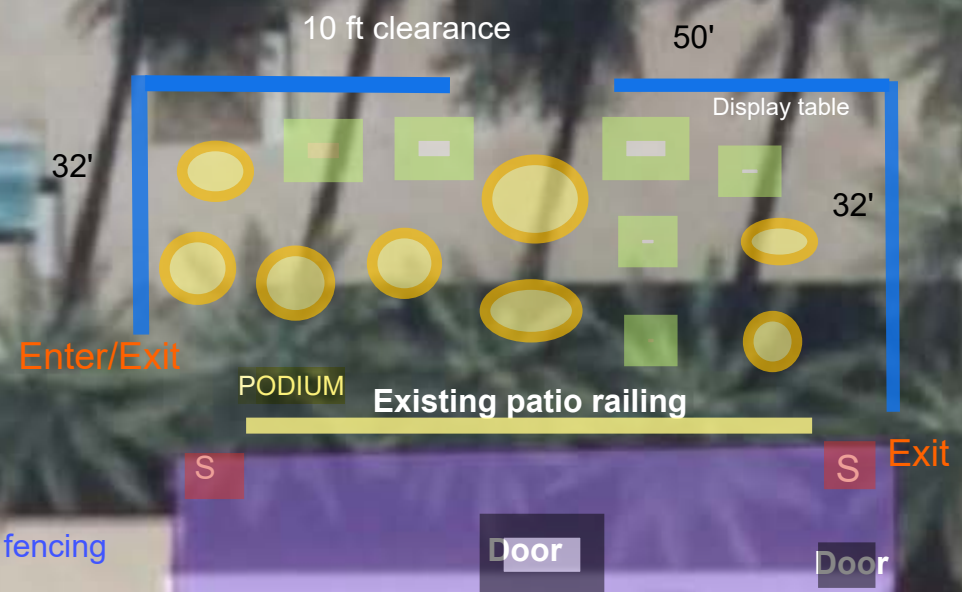 10 ft clearance
50'
Display table
32'
32'
Enter/Exit
PODIUM
Existing patio railing
S
S
Exit
fencing
Door
Door